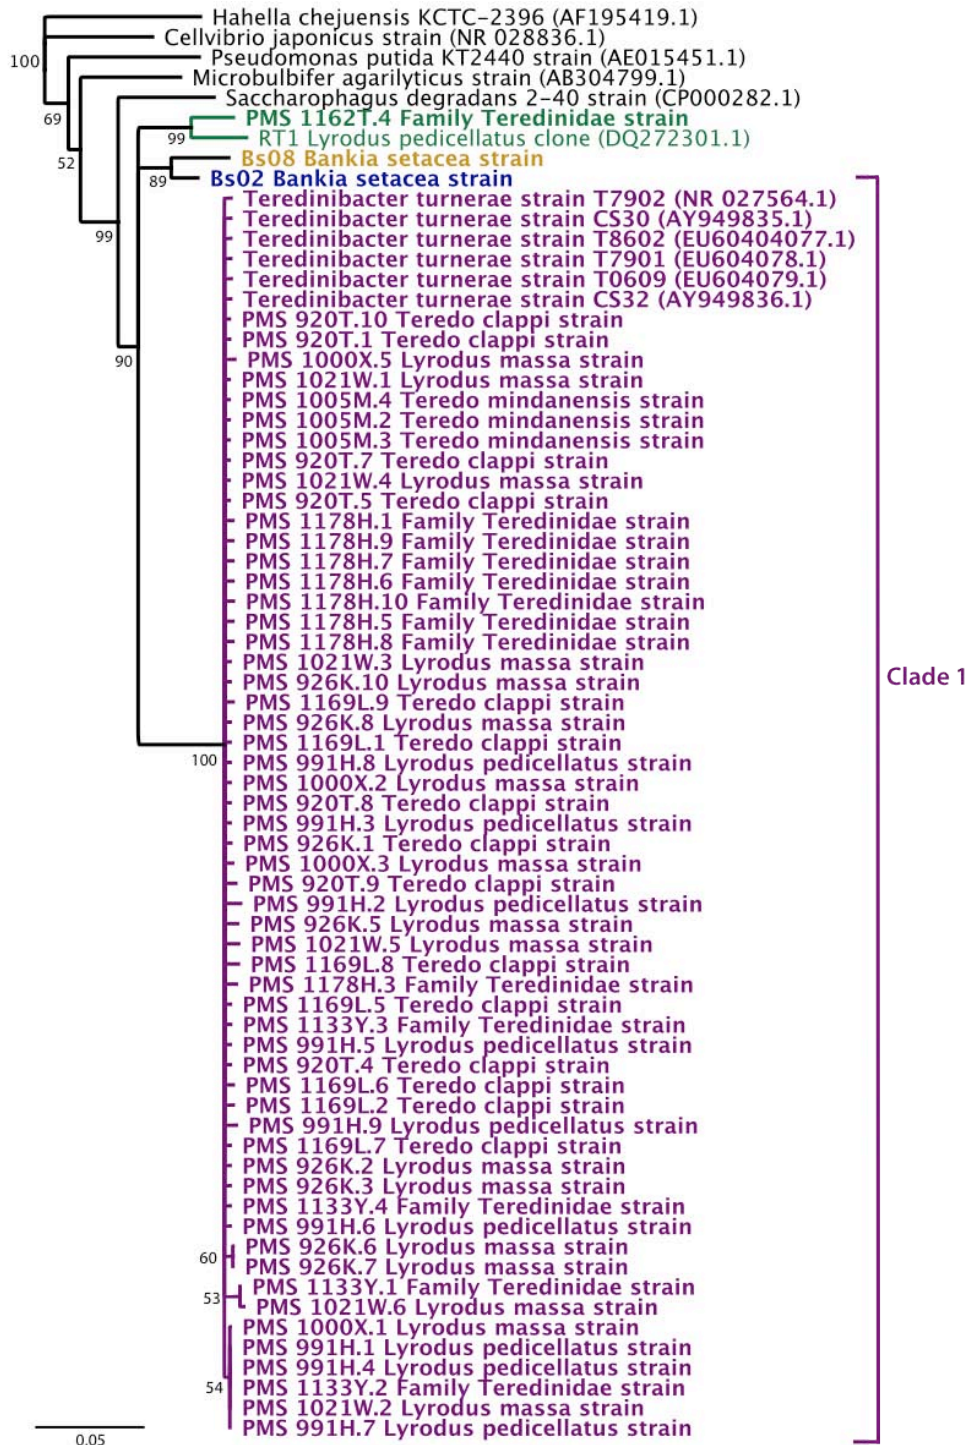 Hahella chejuensis KCTC-2396 (AF195419.1)
Cellvibrio japonicus strain (NR 028836.1)
100
Pseudomonas putida KT2440 strain (AE015451.1)
Microbulbifer agarilyticus strain (AB304799.1)
Saccharophagus degradans 2-40 strain (CP000282.1)
69
PMS 1162T.4 Family Teredinidae strain
99
RT1 Lyrodus pedicellatus clone (DQ272301.1)
52
Bs08 Bankia setacea strain
89
Bs02 Bankia setacea strain
Teredinibacter turnerae strain T7902 (NR 027564.1)
Teredinibacter turnerae strain CS30 (AY949835.1)
99
Teredinibacter turnerae strain T8602 (EU60404077.1)
Teredinibacter turnerae strain T7901 (EU604078.1)
Teredinibacter turnerae strain T0609 (EU604079.1)
Teredinibacter turnerae strain CS32 (AY949836.1)
PMS 920T.10 Teredo clappi strain
PMS 920T.1 Teredo clappi strain
90
PMS 1000X.5 Lyrodus massa strain
PMS 1021W.1 Lyrodus massa strain
PMS 1005M.4 Teredo mindanensis strain
PMS 1005M.2 Teredo mindanensis strain
PMS 1005M.3 Teredo mindanensis strain
PMS 920T.7 Teredo clappi strain
PMS 1021W.4 Lyrodus massa strain
PMS 920T.5 Teredo clappi strain
PMS 1178H.1 Family Teredinidae strain
PMS 1178H.9 Family Teredinidae strain
PMS 1178H.7 Family Teredinidae strain
PMS 1178H.6 Family Teredinidae strain
PMS 1178H.10 Family Teredinidae strain
PMS 1178H.5 Family Teredinidae strain
PMS 1178H.8 Family Teredinidae strain
PMS 1021W.3 Lyrodus massa strain
Clade 1
PMS 926K.10 Lyrodus massa strain
PMS 1169L.9 Teredo clappi strain
PMS 926K.8 Lyrodus massa strain
PMS 1169L.1 Teredo clappi strain
100
PMS 991H.8 Lyrodus pedicellatus strain
PMS 1000X.2 Lyrodus massa strain
PMS 920T.8 Teredo clappi strain
PMS 991H.3 Lyrodus pedicellatus strain
PMS 926K.1 Teredo clappi strain
PMS 1000X.3 Lyrodus massa strain
PMS 920T.9 Teredo clappi strain
PMS 991H.2 Lyrodus pedicellatus strain
PMS 926K.5 Lyrodus massa strain
PMS 1021W.5 Lyrodus massa strain
PMS 1169L.8 Teredo clappi strain
PMS 1178H.3 Family Teredinidae strain
PMS 1169L.5 Teredo clappi strain
PMS 1133Y.3 Family Teredinidae strain
PMS 991H.5 Lyrodus pedicellatus strain
PMS 920T.4 Teredo clappi strain
PMS 1169L.6 Teredo clappi strain
PMS 1169L.2 Teredo clappi strain
PMS 991H.9 Lyrodus pedicellatus strain
PMS 1169L.7 Teredo clappi strain
PMS 926K.2 Lyrodus massa strain
PMS 926K.3 Lyrodus massa strain
PMS 1133Y.4 Family Teredinidae strain
PMS 991H.6 Lyrodus pedicellatus strain
PMS 926K.6 Lyrodus massa strain
60
PMS 926K.7 Lyrodus massa strain
PMS 1133Y.1 Family Teredinidae strain
53
PMS 1021W.6 Lyrodus massa strain
PMS 1000X.1 Lyrodus massa strain
PMS 991H.1 Lyrodus pedicellatus strain
PMS 991H.4 Lyrodus pedicellatus strain
54
PMS 1133Y.2 Family Teredinidae strain
PMS 1021W.2 Lyrodus massa strain
PMS 991H.7 Lyrodus pedicellatus strain
0.05